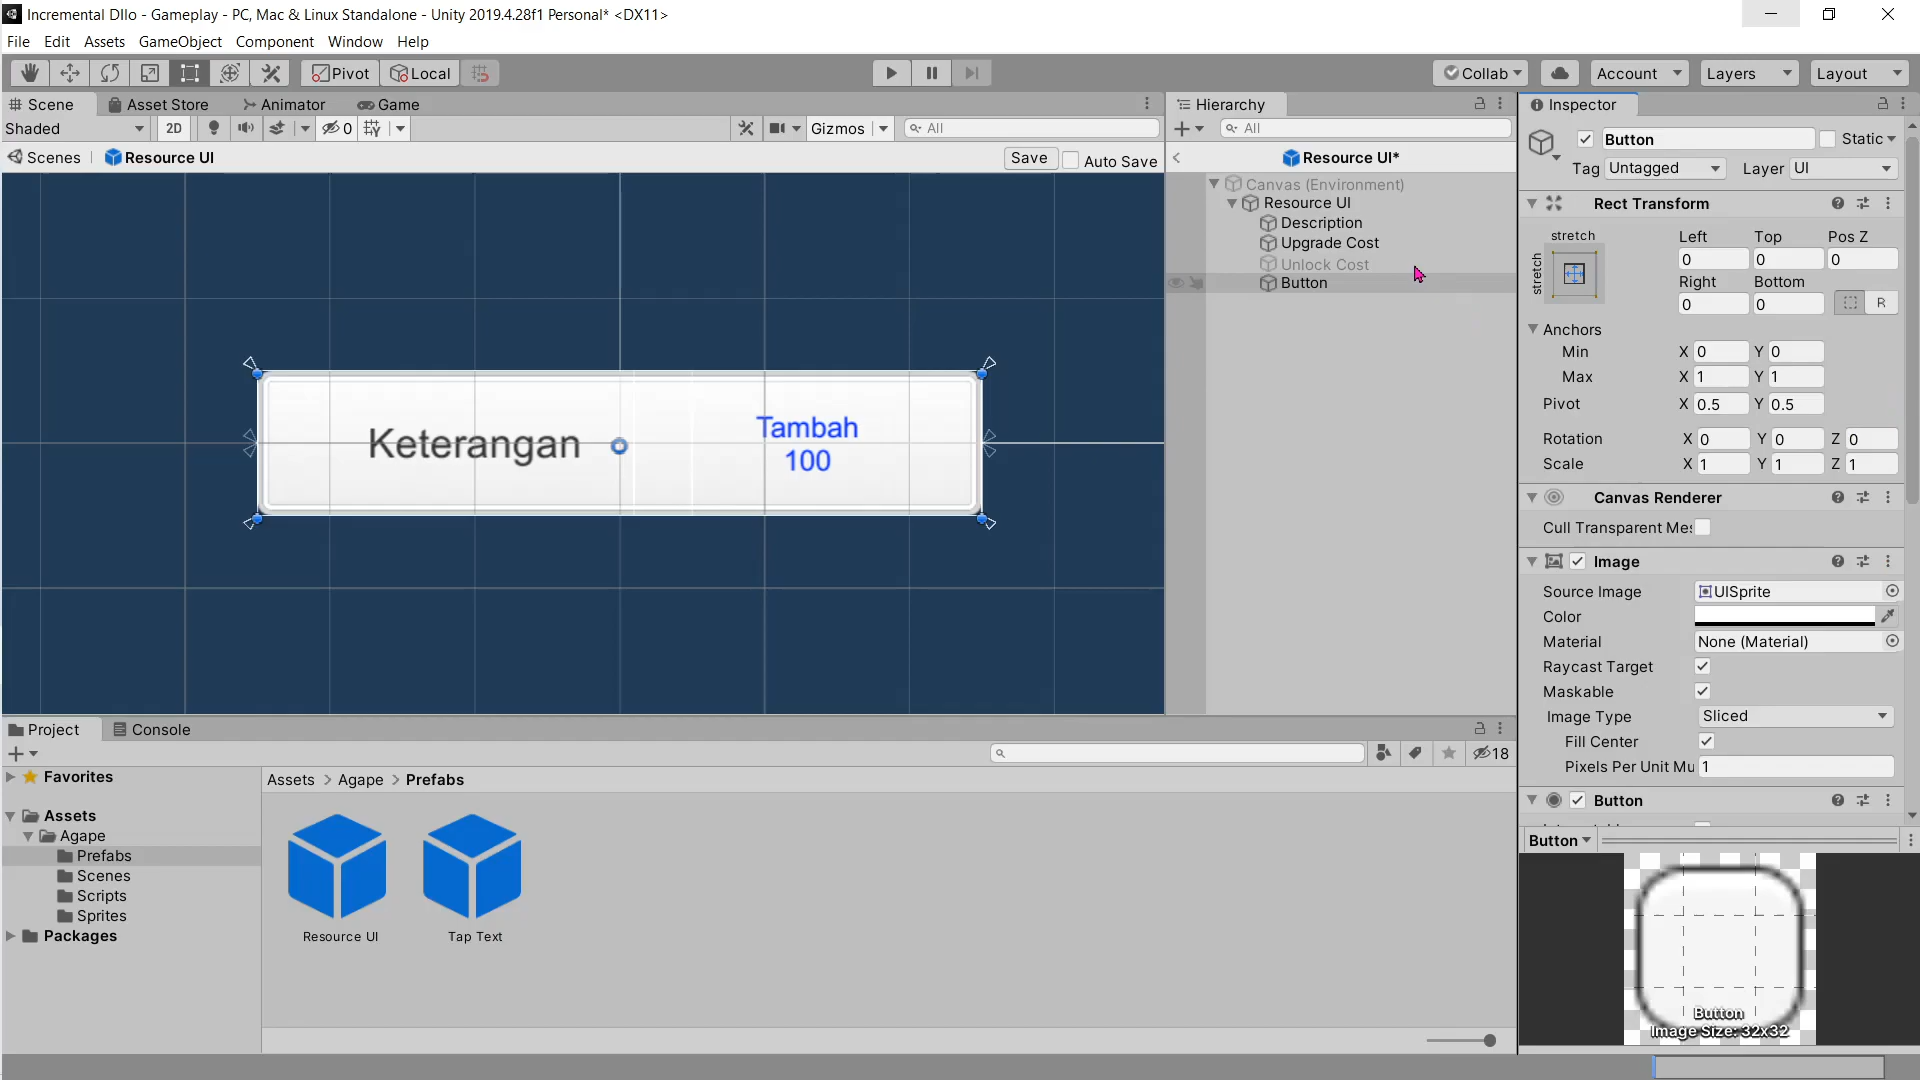 Incremental DIlo - Gameplay - PC, Mac & Linux Standalone - Unity 2019.4.28f1 Personal* <DX11>
File Edit Assets GameObject Component Window Help
Pivot Local Collab Account Layers Layout
Scene Asset Store Animator Game
Shaded 2D 0 Gizmos All
Scenes Resource UI Save Auto Save
Keterangan
Tambah
100
Hierarchy
All
Resource UI*
Canvas (Environment)
Resource UI
Description
Upgrade Cost
Unlock Cost
Button
Inspector
Button Static
Tag Untagged Layer UI
Rect Transform
stretch Left Top Pos Z
stretch 0 0 0
Right Bottom
0 0 R
Anchors
Min X 0 Y 0
Max X 1 Y 1
Pivot X 0.5 Y 0.5
Rotation X 0 Y 0 Z 0
Scale X 1 Y 1 Z 1
Canvas Renderer
Cull Transparent Mes
Image
Source Image UISprite
Color
Material None (Material)
Raycast Target
Maskable
Image Type Sliced
Fill Center
Pixels Per Unit Mu 1
Button
Button
Button
Image Size: 32x32
Project Console
18
Favorites
Assets
Agape
Prefabs
Scenes
Scripts
Sprites
Packages
Assets > Agape > Prefabs
Resource UI Tap Text